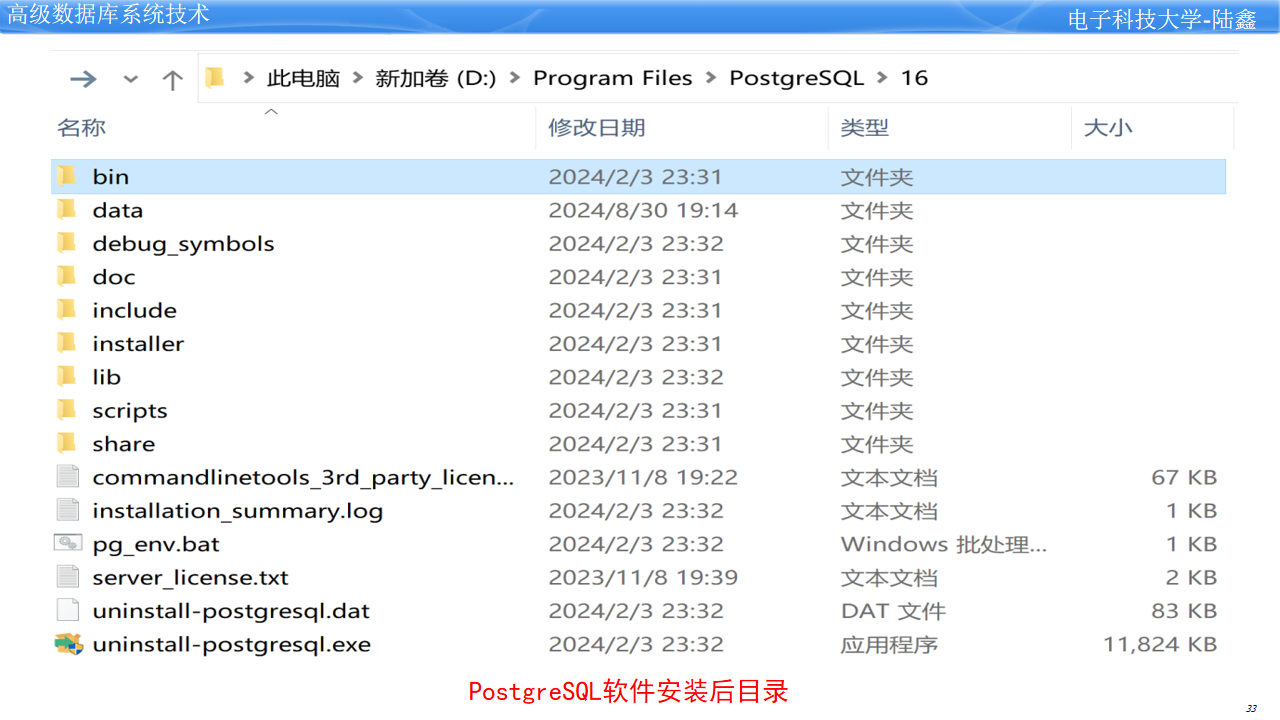 高级数据库系统技术
电子科技大学-陆鑫
此电脑 > 新加卷 (D:) > Program Files > PostgreSQL > 16
名称 修改日期 类型 大小
bin 2024/2/3 23:31 文件夹
data 2024/8/30 19:14 文件夹
debug_symbols 2024/2/3 23:32 文件夹
doc 2024/2/3 23:31 文件夹
include 2024/2/3 23:31 文件夹
installer 2024/2/3 23:31 文件夹
lib 2024/2/3 23:32 文件夹
scripts 2024/2/3 23:31 文件夹
share 2024/2/3 23:31 文件夹
commandlinetools_3rd_party_licen... 2023/11/8 19:22 文本文档 67 KB
installation_summary.log 2024/2/3 23:32 文本文档 1 KB
pg_env.bat 2024/2/3 23:32 Windows 批处理... 1 KB
server_license.txt 2023/11/8 19:39 文本文档 2 KB
uninstall-postgresql.dat 2024/2/3 23:32 DAT 文件 83 KB
uninstall-postgresql.exe 2024/2/3 23:32 应用程序 11,824 KB
PostgreSQL软件安装后目录
33